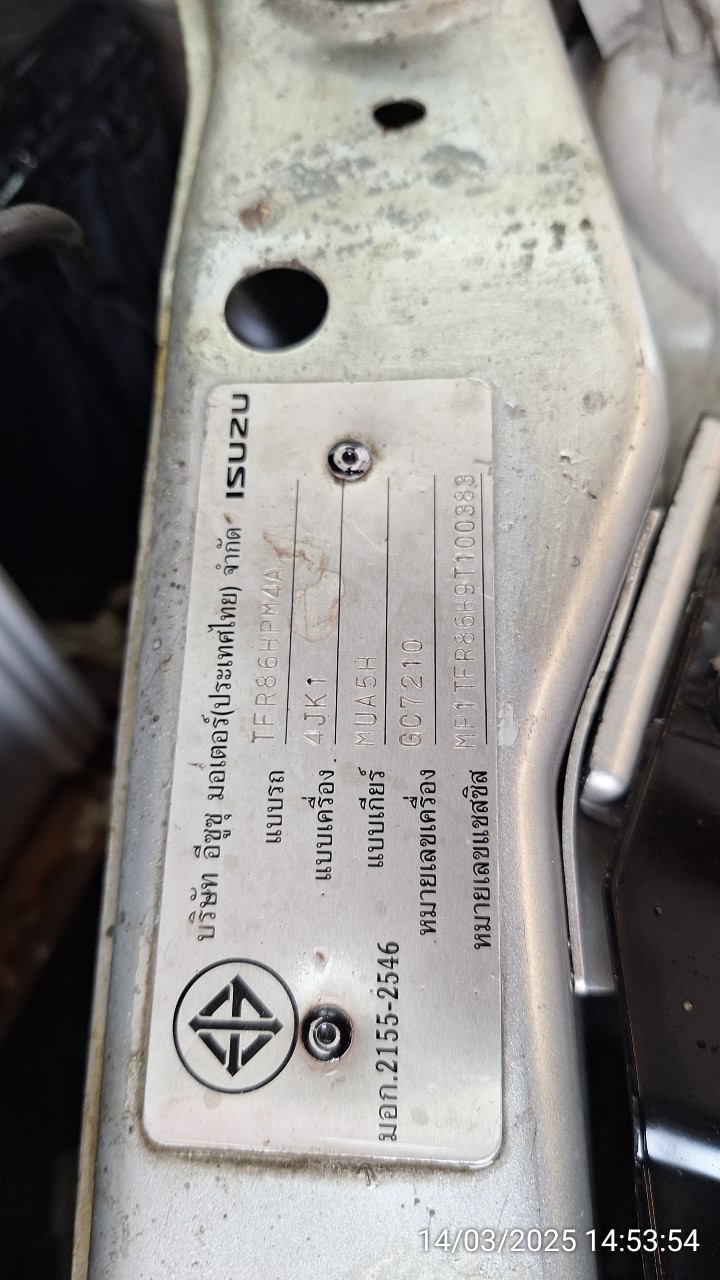 บริษัท อีซูซุ มอเตอร์(ประเทศไทย) จำกัด ISUZU
แบบรถ TFR86HPM4A
แบบเครื่อง 4JK1
แบบเกียร์ MUA5H
หมายเลขเครื่อง GC7210
หมายเลขแชสซิส MP1TFR86H9T100383
มอก.2155-2546
14/03/2025 14:53:54